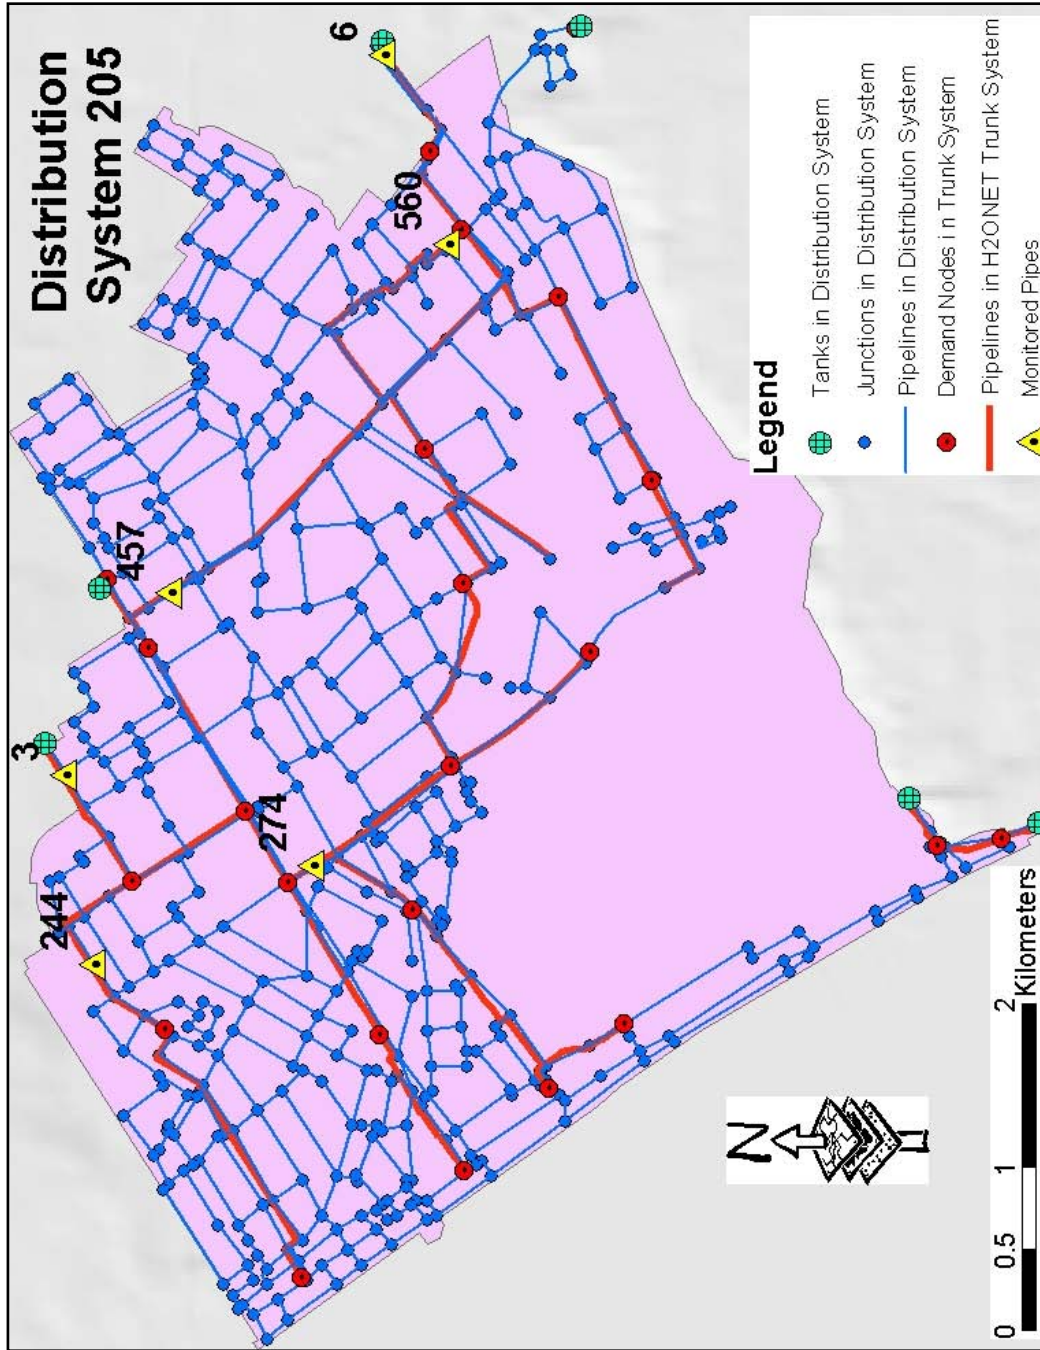 Distribution
System 205
6
560
457
3
274
244
Legend
Tanks in Distribution System
Junctions in Distribution System
Pipelines in Distribution System
Demand Nodes in Trunk System
Pipelines in H2ONET Trunk System
Monitored Pipes
N
0 0.5 1 2
Kilometers